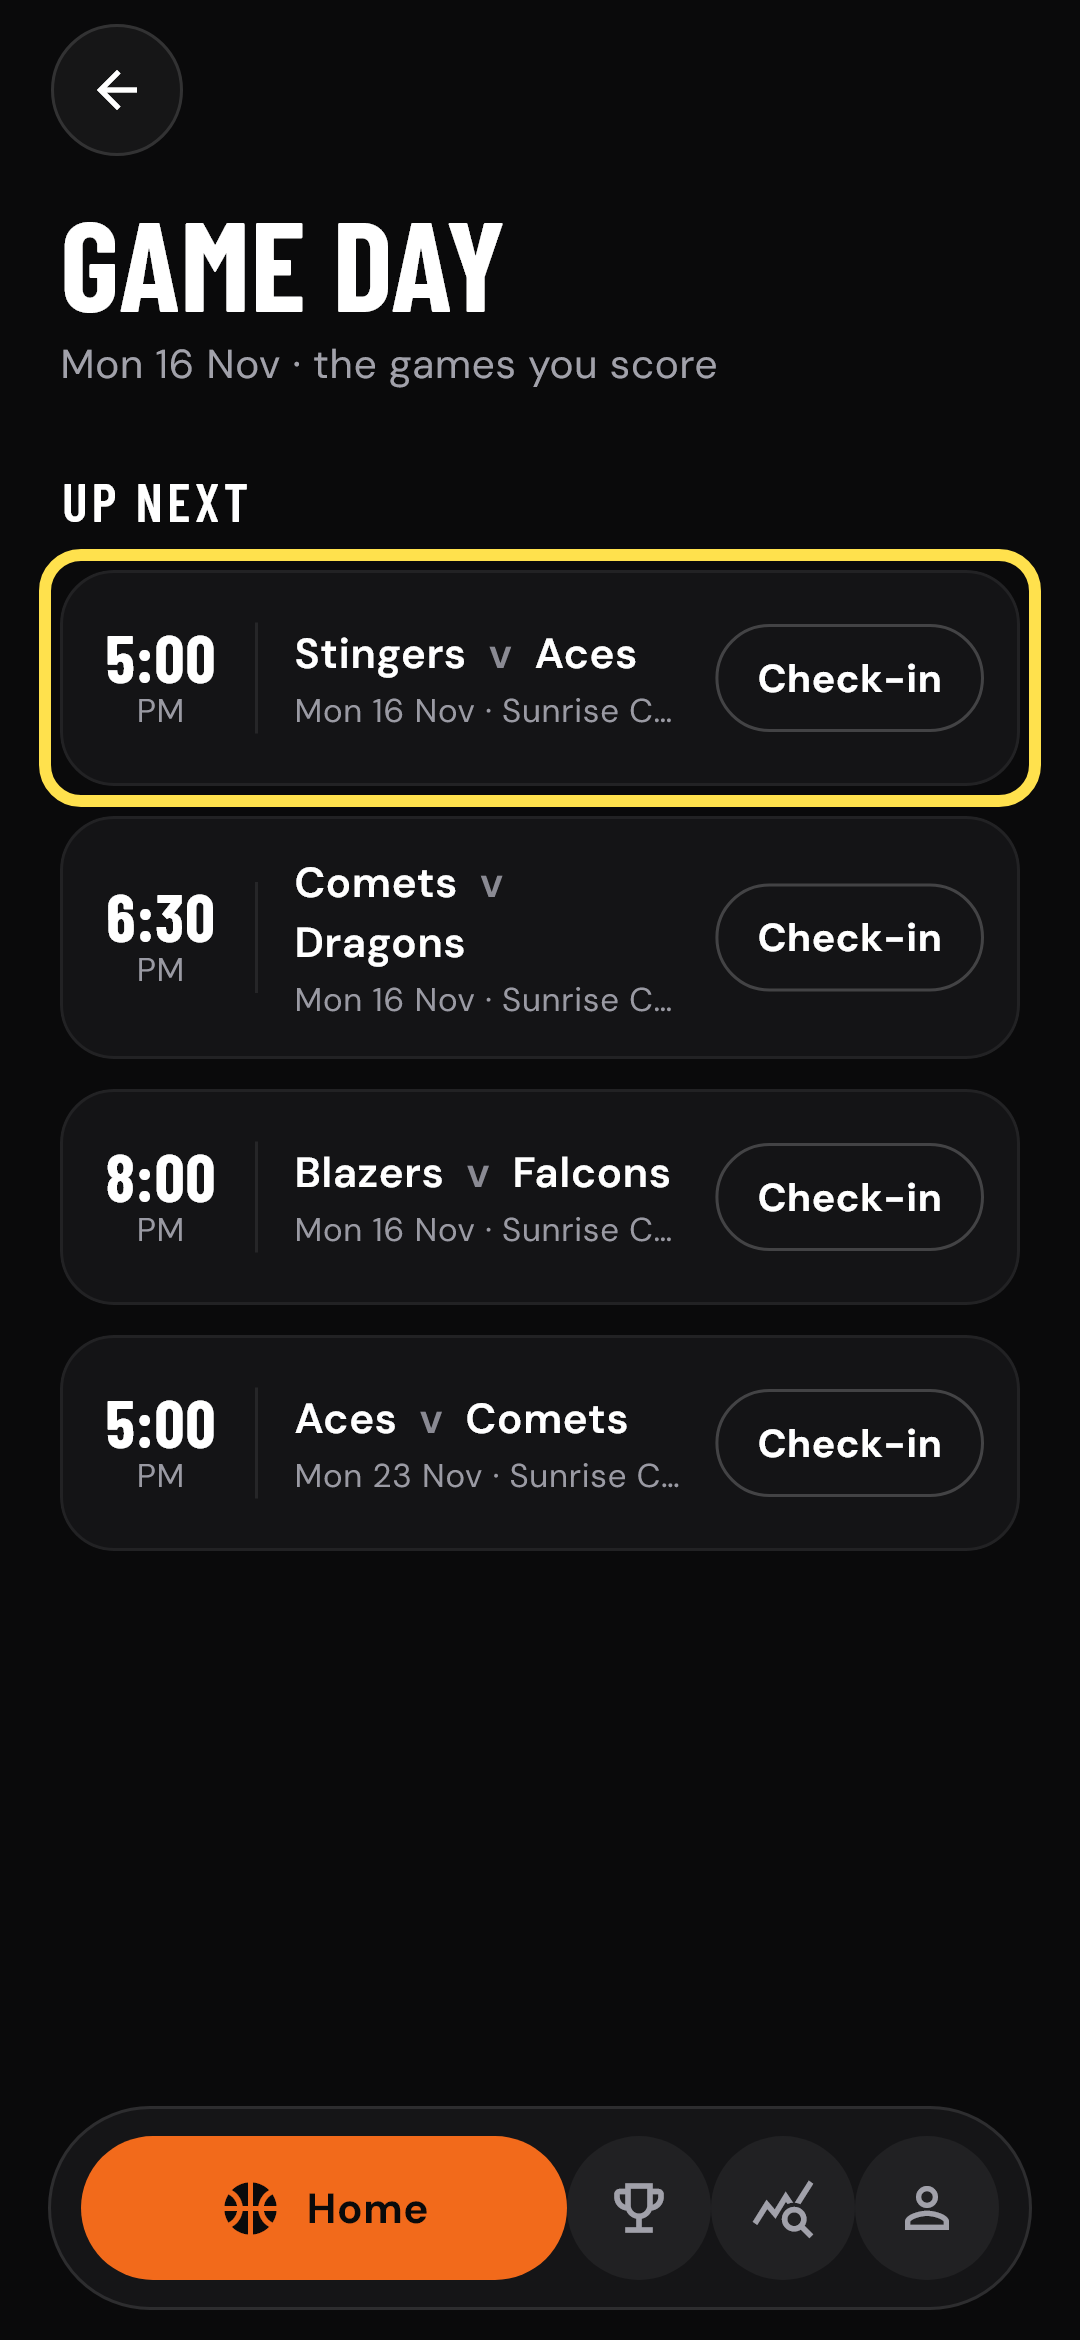 GAME DAY
Mon 16 Nov · the games you score
UP NEXT
5:00
PM
Stingers v Aces
Mon 16 Nov · Sunrise C...
Check-in
6:30
PM
Comets v
Dragons
Mon 16 Nov · Sunrise C...
Check-in
8:00
PM
Blazers v Falcons
Mon 16 Nov · Sunrise C...
Check-in
5:00
PM
Aces v Comets
Mon 23 Nov · Sunrise C...
Check-in
Home